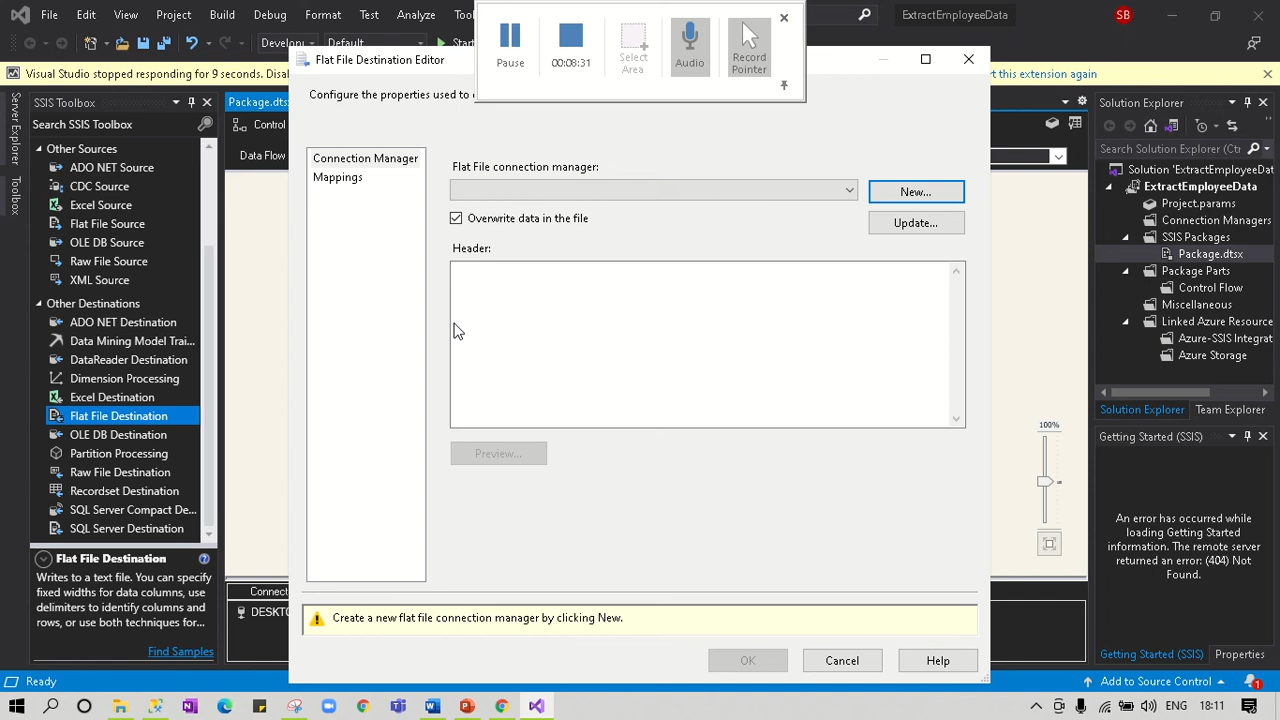 File
Edit
View
Project
Build
Debug
Test
Analyze
ExtractEmployeeData
SB
Develop
Default
Start
Pause
00:08:31
Select
Area
Audio
Record
Pointer
Visual Studio stopped responding for 9 seconds. Disa
rt this extension again
Flat File Destination Editor
Configure the properties used to
Server Explorer
Toolbox
SSIS Toolbox
Search SSIS Toolbox
Other Sources
ADO NET Source
CDC Source
Excel Source
Flat File Source
OLE DB Source
Raw File Source
XML Source
Other Destinations
ADO NET Destination
Data Mining Model Trai...
DataReader Destination
Dimension Processing
Excel Destination
Flat File Destination
OLE DB Destination
Partition Processing
Raw File Destination
Recordset Destination
SQL Server Compact De...
SQL Server Destination
Flat File Destination
Writes to a text file. You can specify
fixed widths for data columns, use
delimiters to identify columns and
rows, or use both techniques for...
Find Samples
Package.dts
Control
Data Flow
Connect
DESKTO
Connection Manager
Mappings
Flat File connection manager:
New...
Overwrite data in the file
Update...
Header:
Preview...
Create a new flat file connection manager by clicking New.
OK
Cancel
Help
100%
Solution Explorer
Search Solution Explorer (Ctr
Solution 'ExtractEmployeeData
ExtractEmployeeData
Project.params
Connection Managers
SSIS Packages
Package.dtsx
Package Parts
Control Flow
Miscellaneous
Linked Azure Resource
Azure-SSIS Integrat
Azure Storage
Solution Explorer
Team Explorer
Getting Started (SSIS)
An error has occurred while
loading Getting Started
information. The remote server
returned an error: (404) Not
Found.
Getting Started (SSIS)
Properties
Ready
Add to Source Control
1
ENG
18:11